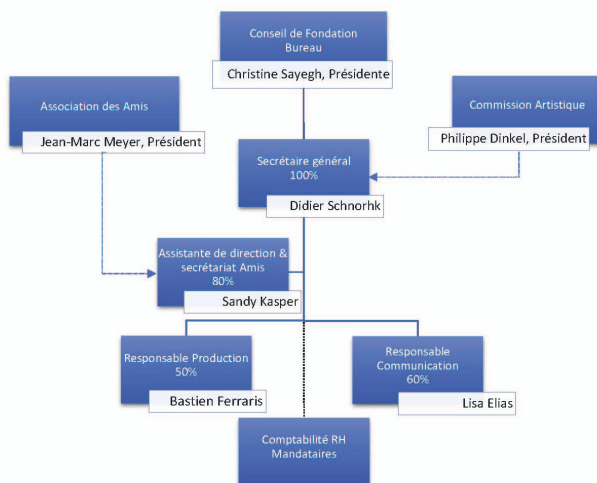 Conseil de Fondation
Bureau
Christine Sayegh, Présidente
Association des Amis
Jean-Marc Meyer, Président
Commission Artistique
Philippe Dinkel, Président
Secrétaire général
100%
Didier Schnorhk
Assistante de direction &
secrétariat Amis
80%
Sandy Kasper
Responsable Production
50%
Bastien Ferraris
Responsable
Communication
60%
Lisa Elias
Comptabilité RH
Mandataires